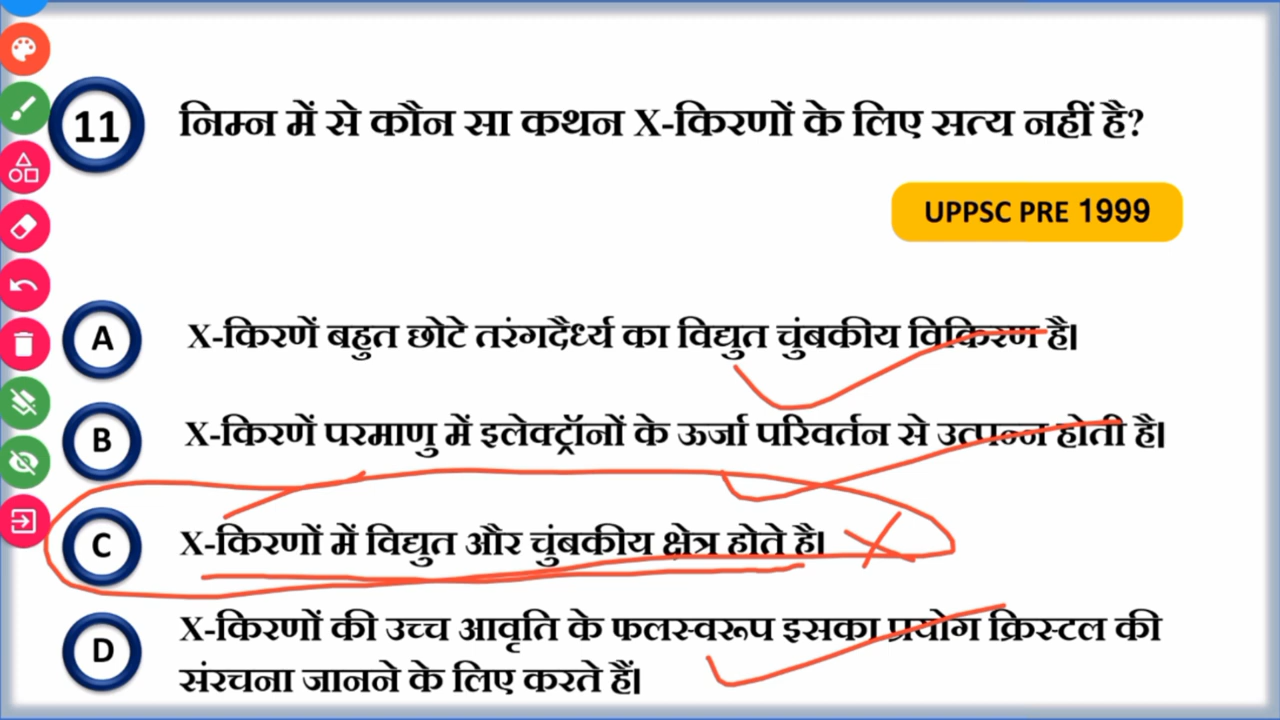 11 निम्न में से कौन सा कथन X-किरणों के लिए सत्य नहीं है?
UPPSC PRE 1999
A X-किरणें बहुत छोटे तरंगदैर्ध्य का विद्युत चुंबकीय विकिरण है।
B X-किरणें परमाणु में इलेक्ट्रॉनों के ऊर्जा परिवर्तन से उत्पन्न होती है।
C X-किरणों में विद्युत और चुंबकीय क्षेत्र होते है।
D X-किरणों की उच्च आवृति के फलस्वरूप इसका प्रयोग क्रिस्टल की
संरचना जानने के लिए करते हैं।